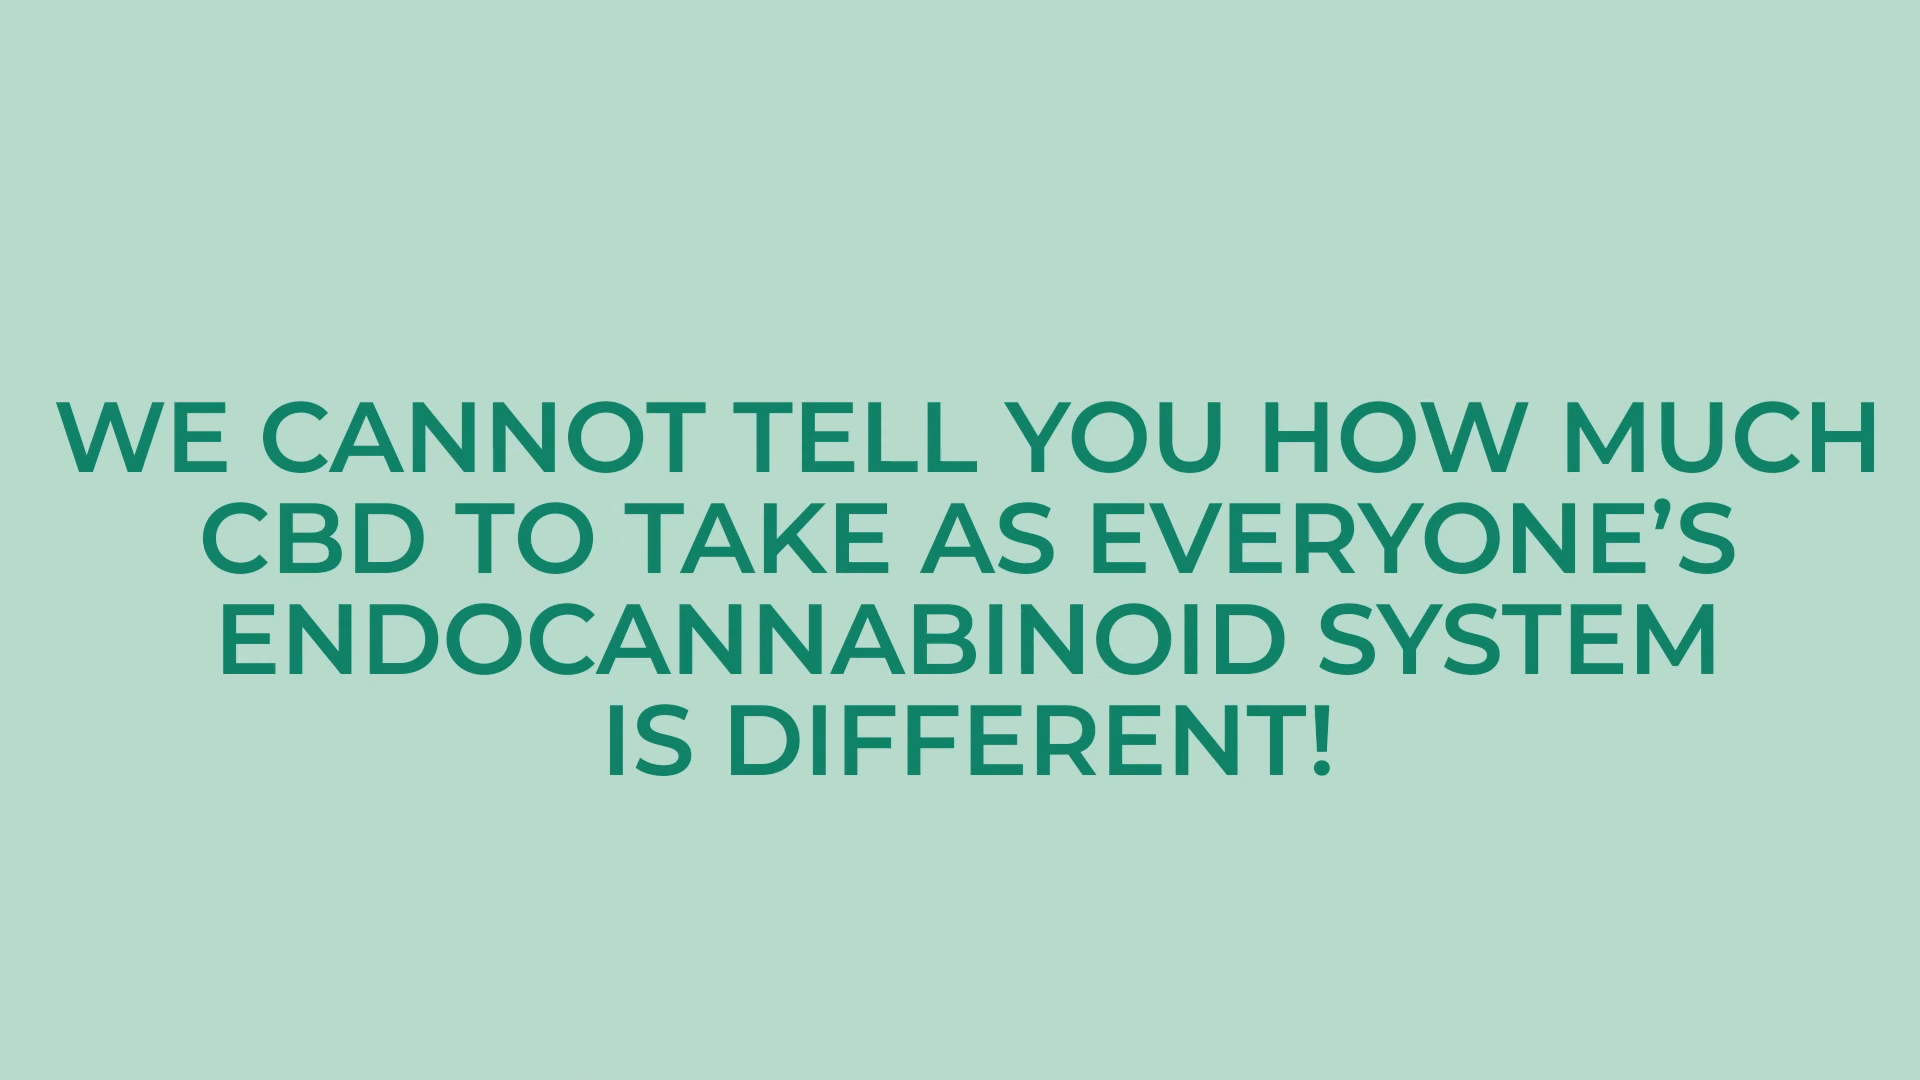 WE CANNOT TELL YOU HOW MUCH
CBD TO TAKE AS EVERYONE’S
ENDOCANNABINOID SYSTEM
IS DIFFERENT!